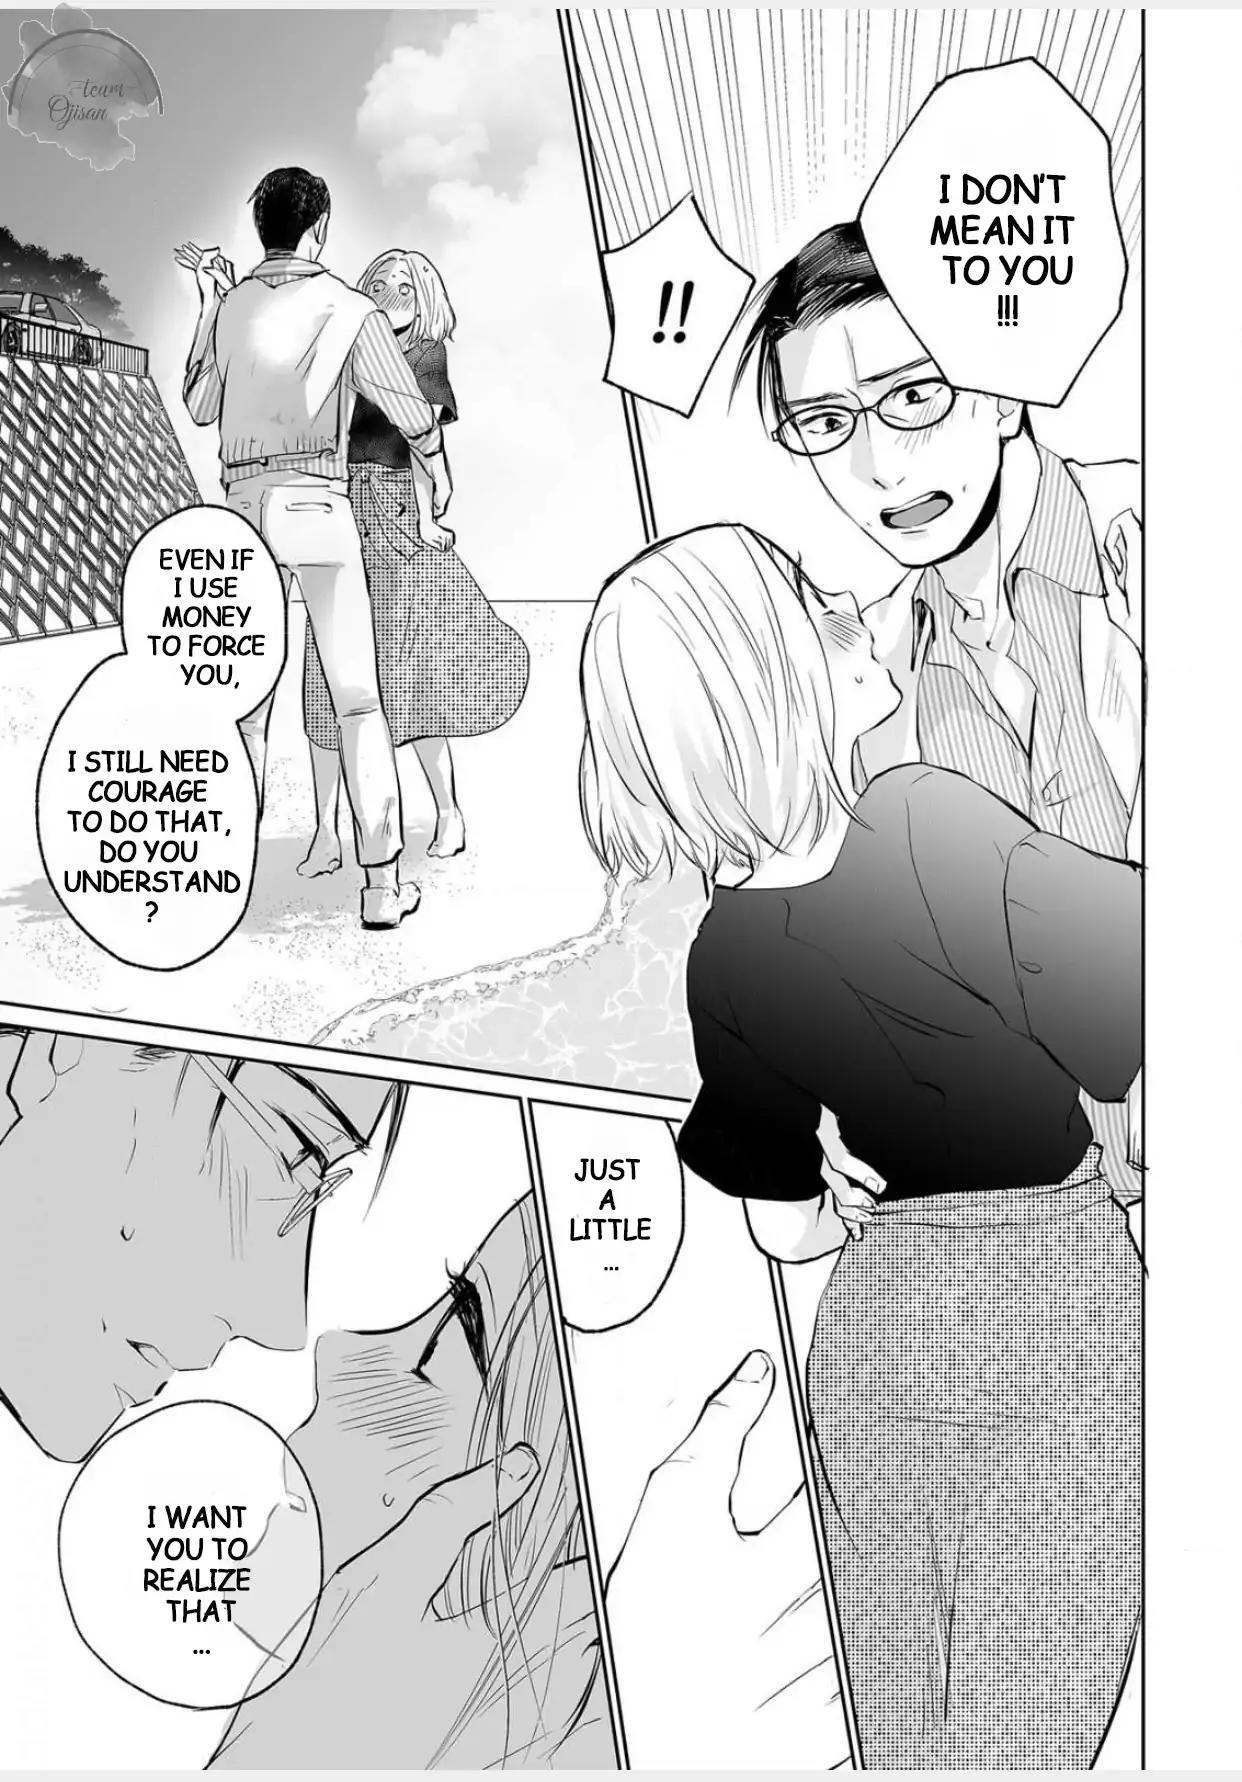 I DON'T
MEAN IT
TO YOU
!!!
!!
EVEN IF
I USE
MONEY
TO FORCE
YOU,
I STILL NEED
COURAGE
TO DO THAT,
DO YOU
UNDERSTAND
?
JUST
A
LITTLE
...
I WANT
YOU TO
REALIZE
THAT
...
team
Ojisan